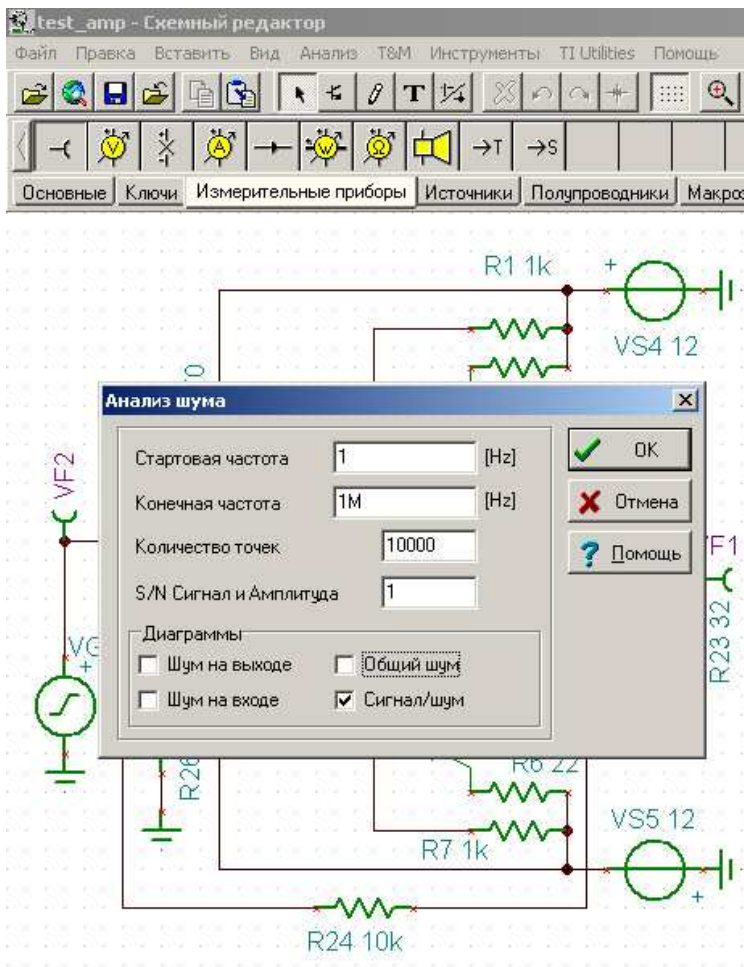 test_amp - Схемный редактор
Файл Правка Вставить Вид Анализ T&M Инструменты TI Utilities Помощь
T
V A W Ω →T →S
Основные Ключи Измерительные приборы Источники Полупроводники
R1 1k
+
VS4 12
Анализ шума
VF2
Стартовая частота 1 [Hz]
OK
Конечная частота 1M [Hz]
Отмена
Количество точек 10000
Помощь
S/N Сигнал и Амплитуда 1
R23 32
Диаграммы
Шум на выходе Общий шум
Шум на входе Сигнал/шум
+
R6 22
VS5 12
R7 1k
+
R24 10k